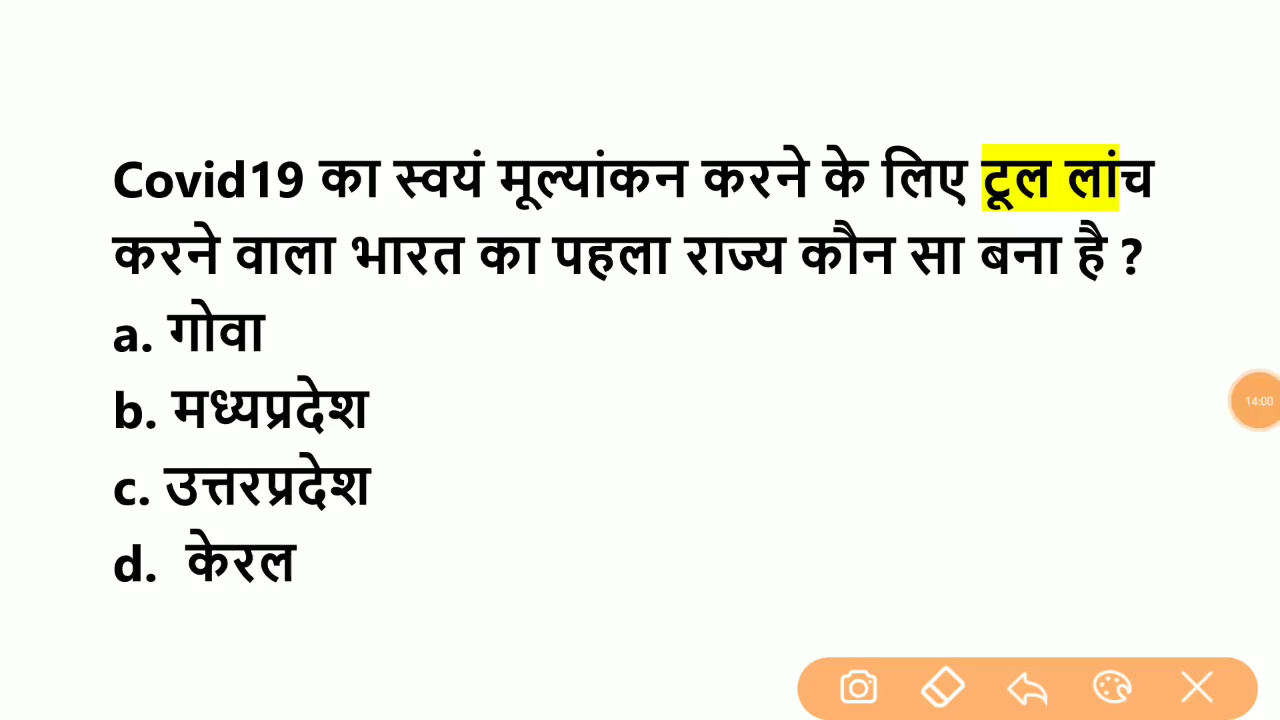 Covid19 का स्वयं मूल्यांकन करने के लिए टूल लांच
करने वाला भारत का पहला राज्य कौन सा बना है ?
a. गोवा
b. मध्यप्रदेश
c. उत्तरप्रदेश
d. केरल
14:00